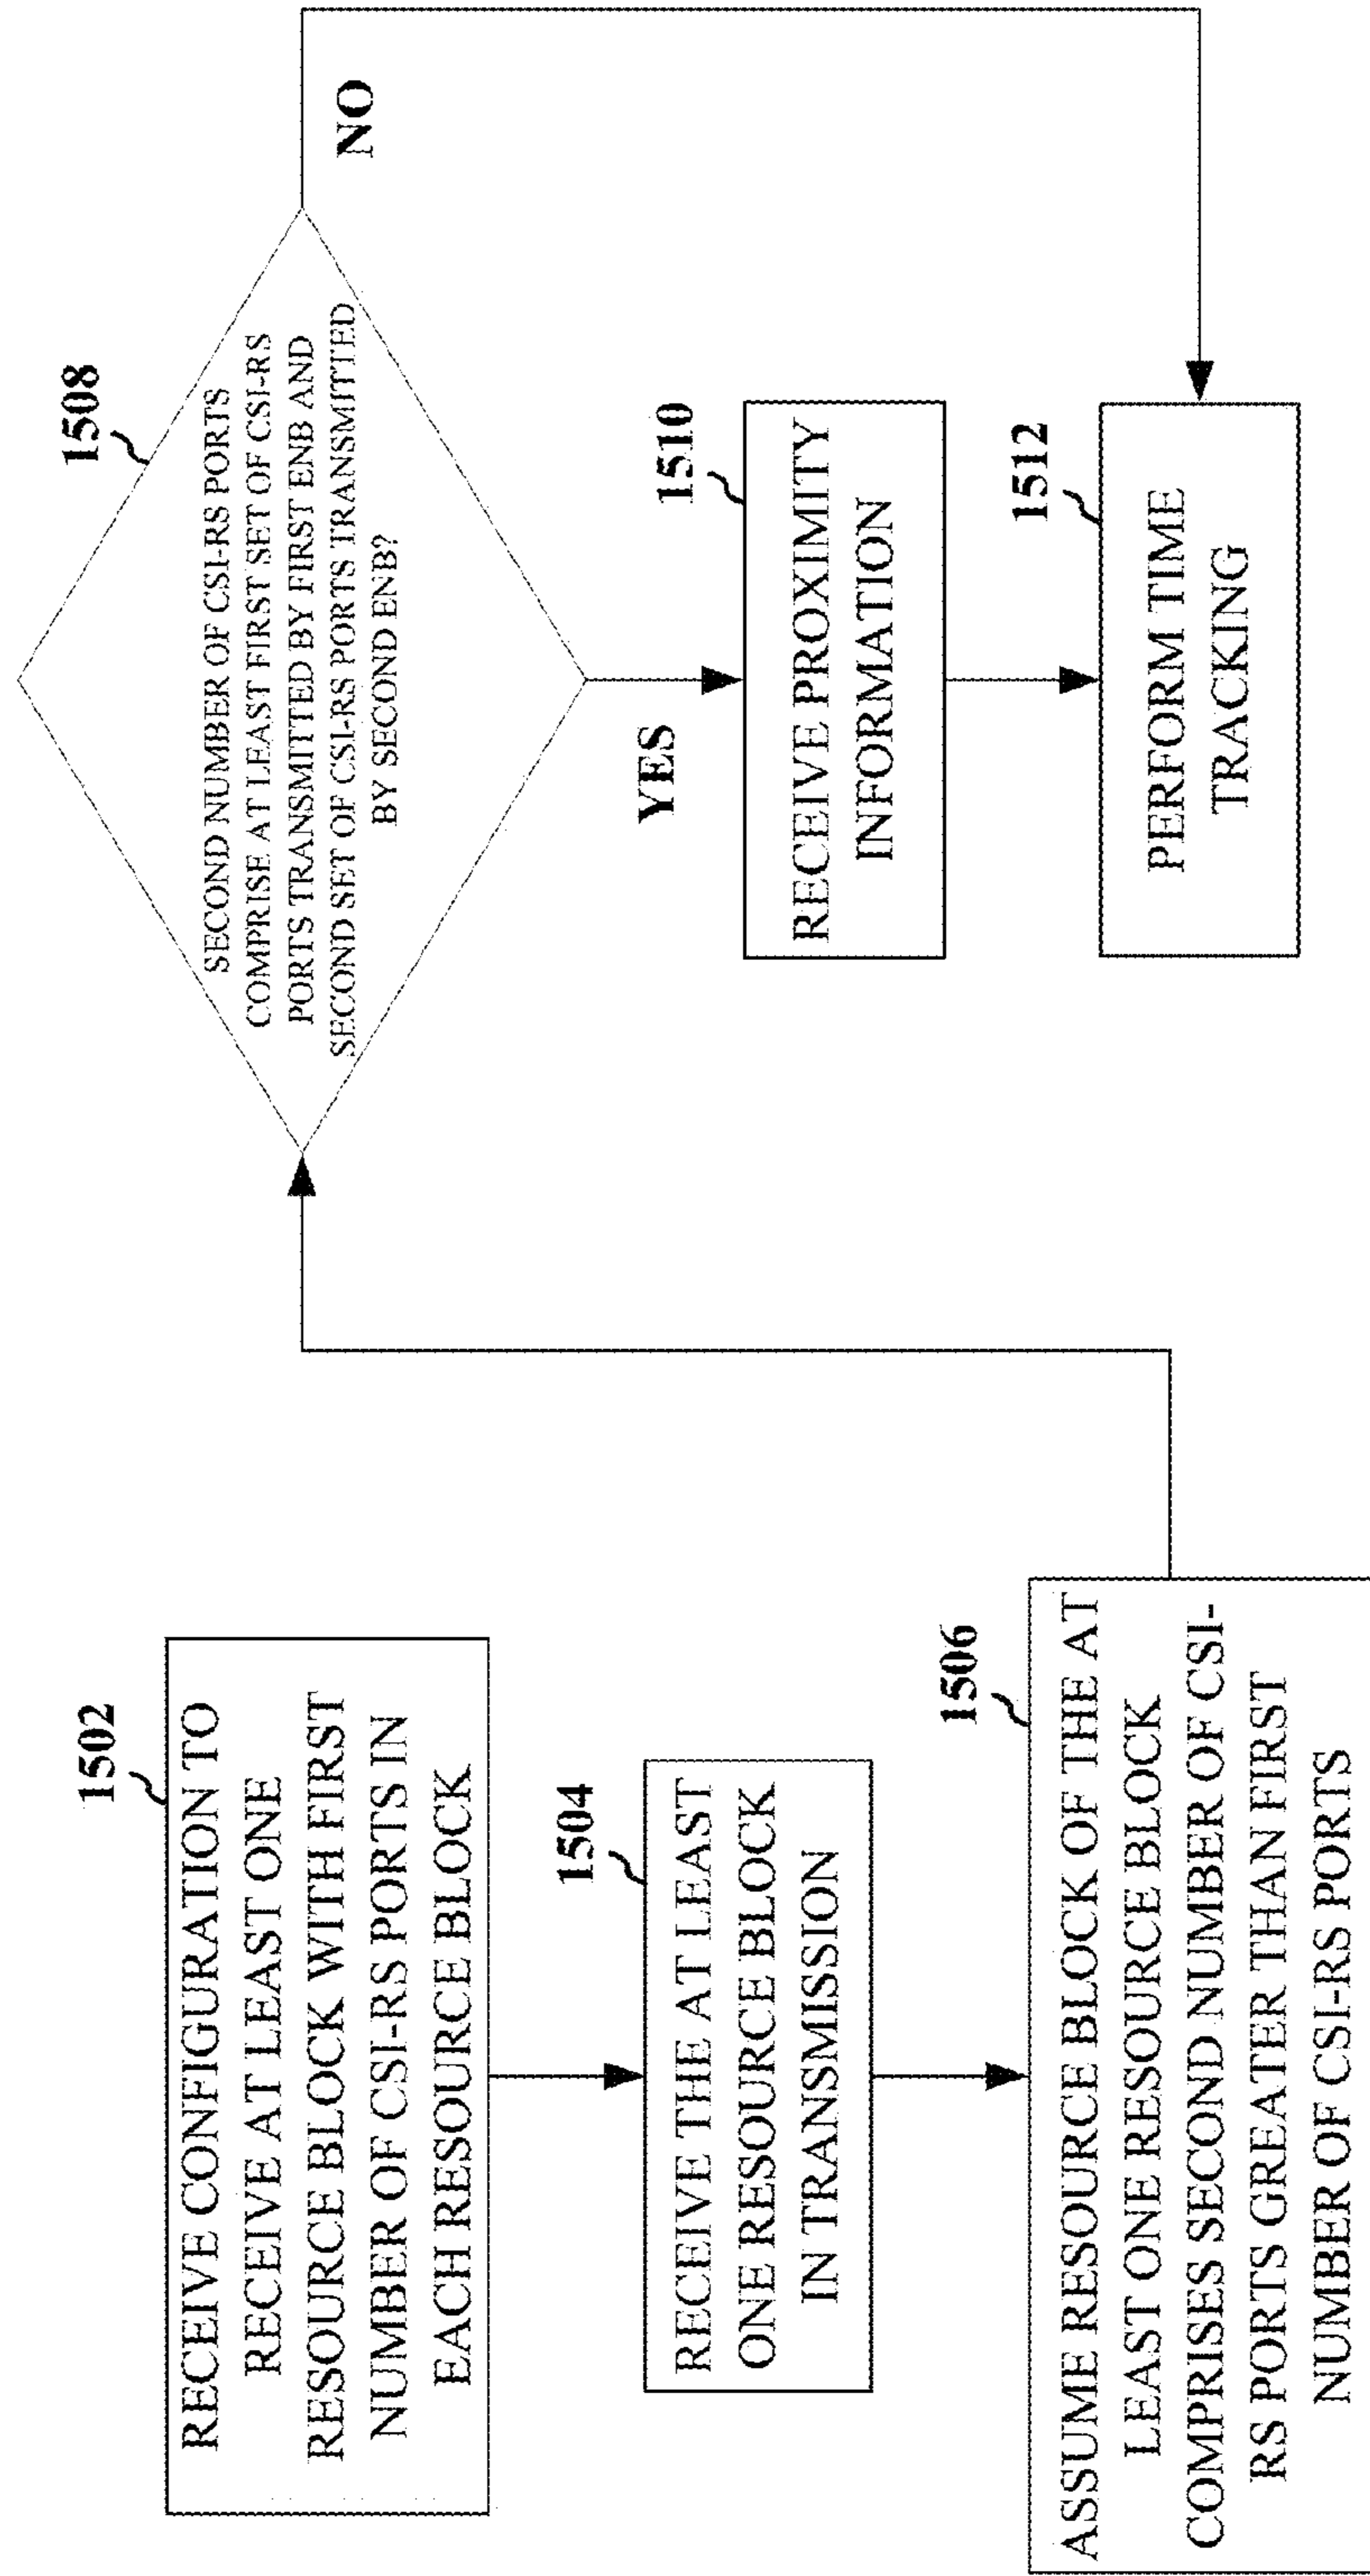 1502
RECEIVE CONFIGURATION TO
RECEIVE AT LEAST ONE
RESOURCE BLOCK WITH FIRST
NUMBER OF CSI-RS PORTS IN
EACH RESOURCE BLOCK
1504
RECEIVE THE AT LEAST
ONE RESOURCE BLOCK
IN TRANSMISSION
1506
ASSUME RESOURCE BLOCK OF THE AT
LEAST ONE RESOURCE BLOCK
COMPRISES SECOND NUMBER OF CSI-
RS PORTS GREATER THAN FIRST
NUMBER OF CSI-RS PORTS
1508
SECOND NUMBER OF CSI-RS PORTS
COMPRISE AT LEAST FIRST SET OF CSI-RS
PORTS TRANSMITTED BY FIRST ENB AND
SECOND SET OF CSI-RS PORTS TRANSMITTED
BY SECOND ENB?
NO
YES
1510
RECEIVE PROXIMITY
INFORMATION
1512
PERFORM TIME
TRACKING